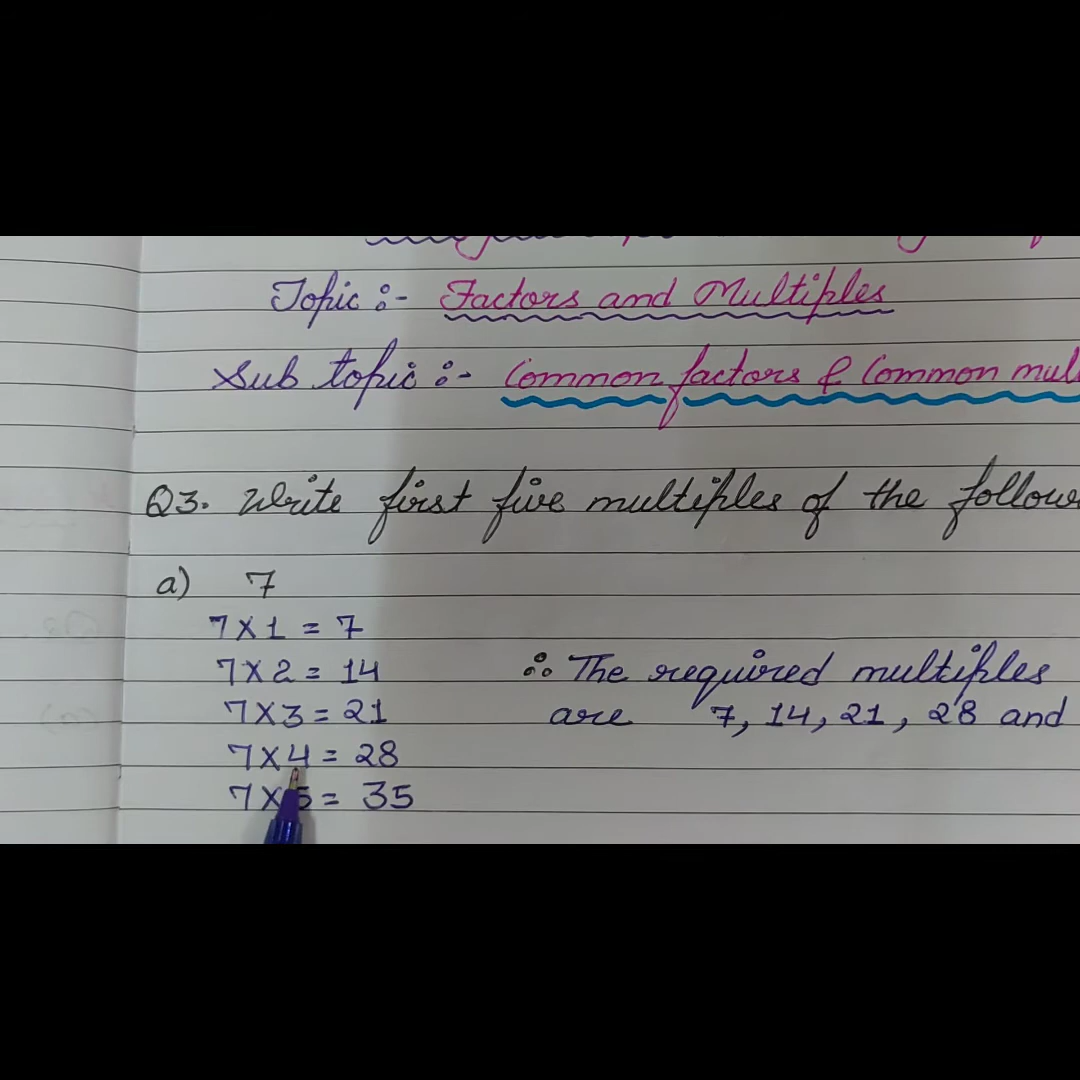 Topic :- Factors and Multiples
Sub topic :- Common factors & Common mul
Q3. Write first five multiples of the follow
a) 7
7 X 1 = 7
7 X 2 = 14
7 X 3 = 21
7 X 4 = 28
7 X 5 = 35
∴ The required multiples
are 7, 14, 21, 28 and